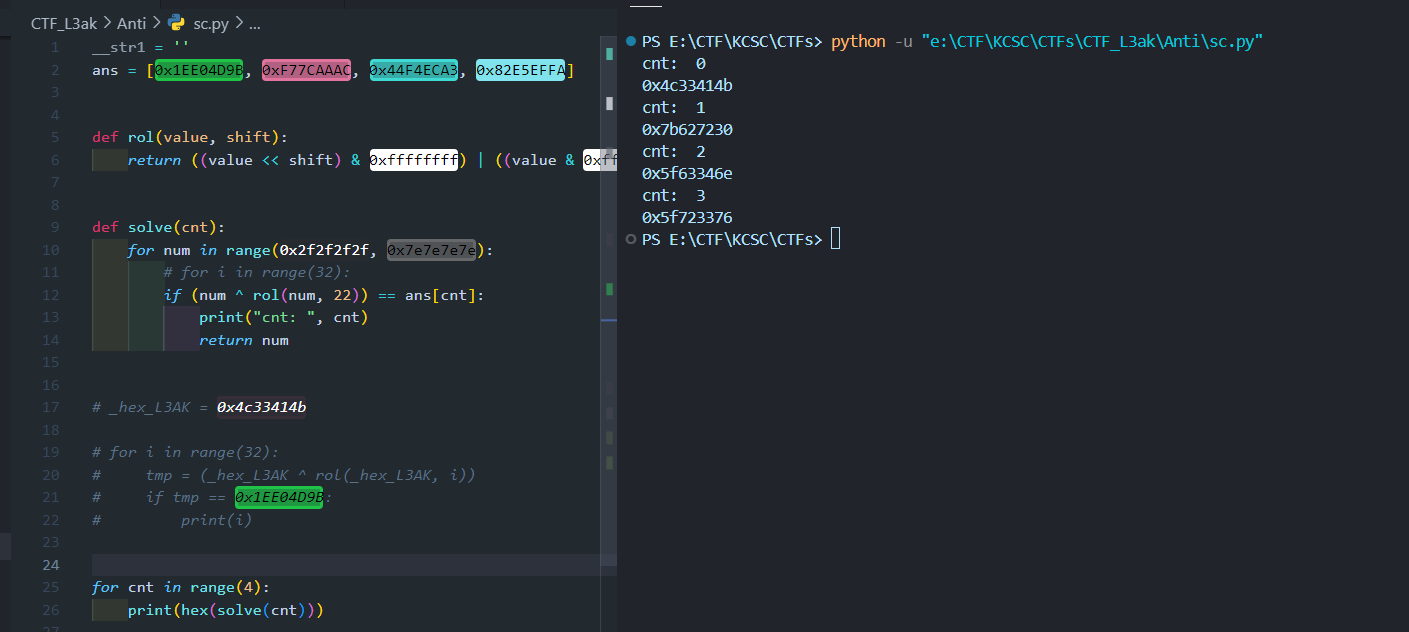 CTF_L3ak > Anti > sc.py > ...
1 __str1 = ''
2 ans = [0x1EE04D9B, 0xF77CAAAC, 0x44F4ECA3, 0x82E5EFFA]
3
4
5 def rol(value, shift):
6 return ((value << shift) & 0xffffffff) | ((value & 0xff
7
8
9 def solve(cnt):
10 for num in range(0x2f2f2f2f, 0x7e7e7e7e):
11 # for i in range(32):
12 if (num ^ rol(num, 22)) == ans[cnt]:
13 print("cnt: ", cnt)
14 return num
15
16
17 # _hex_L3AK = 0x4c33414b
18
19 # for i in range(32):
20 # tmp = (_hex_L3AK ^ rol(_hex_L3AK, i))
21 # if tmp == 0x1EE04D9B:
22 # print(i)
23
24
25 for cnt in range(4):
26 print(hex(solve(cnt)))
27
PS E:\CTF\KCSC\CTFs> python -u "e:\CTF\KCSC\CTFs\CTF_L3ak\Anti\sc.py"
cnt:  0
0x4c33414b
cnt:  1
0x7b627230
cnt:  2
0x5f63346e
cnt:  3
0x5f723376
PS E:\CTF\KCSC\CTFs>